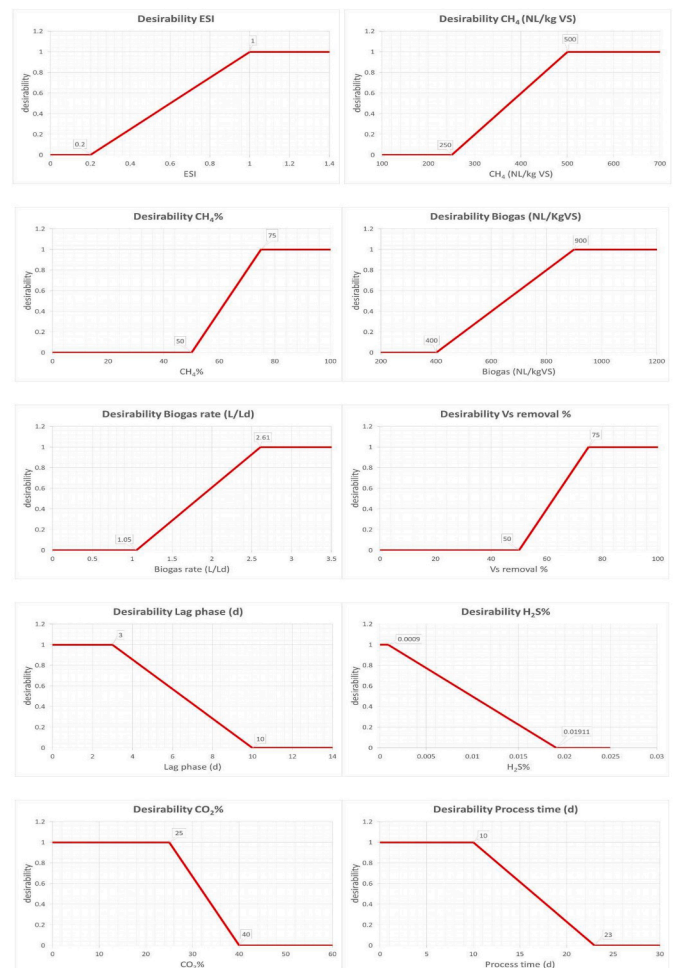 Desirability ESI
1.2
1
0.8
0.6
0.4
0.2
0
desirability
0.2
1
0 0.2 0.4 0.6 0.8 1 1.2 1.4
ESI
Desirability CH₄ (NL/kg VS)
1.2
1
0.8
0.6
0.4
0.2
0
desirability
250
500
100 200 300 400 500 600 700
CH₄ (NL/kg VS)
Desirability CH₄%
1.2
1
0.8
0.6
0.4
0.2
0
desirability
50
75
0 20 40 60 80 100
CH₄%
Desirability Biogas (NL/KgVS)
1.2
1
0.8
0.6
0.4
0.2
0
desirability
400
900
200 400 600 800 1000 1200
Biogas (NL/kgVS)
Desirability Biogas rate (L/Ld)
1.2
1
0.8
0.6
0.4
0.2
0
desirability
1.05
2.61
0 0.5 1 1.5 2 2.5 3 3.5
Biogas rate (L/Ld)
Desirability Vs removal %
1.2
1
0.8
0.6
0.4
0.2
0
desirability
50
75
0 20 40 60 80 100
Vs removal %
Desirability Lag phase (d)
1.2
1
0.8
0.6
0.4
0.2
0
desirability
3
10
0 2 4 6 8 10 12 14
Lag phase (d)
Desirability H₂S%
1.2
1
0.8
0.6
0.4
0.2
0
desirability
0.0009
0.01911
0 0.005 0.01 0.015 0.02 0.025 0.03
H₂S%
Desirability CO₂%
1.2
1
0.8
0.6
0.4
0.2
0
desirability
25
40
0 10 20 30 40 50 60
CO₂%
Desirability Process time (d)
1.2
1
0.8
0.6
0.4
0.2
0
desirability
10
23
0 5 10 15 20 25 30
Process time (d)